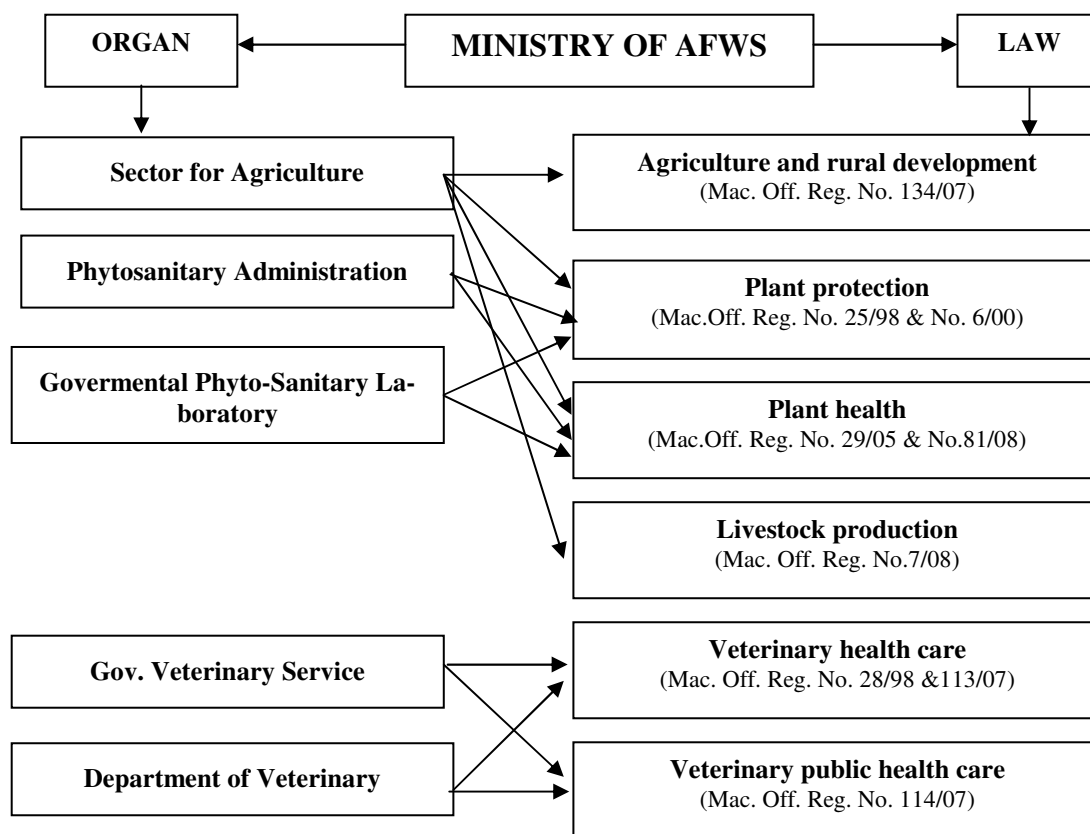 ORGAN
MINISTRY OF AFWS
LAW
Sector for Agriculture
Agriculture and rural development
(Mac. Off. Reg. No. 134/07)
Phytosanitary Administration
Plant protection
(Mac.Off. Reg. No. 25/98 & No. 6/00)
Govermental Phyto-Sanitary La-
boratory
Plant health
(Mac.Off. Reg. No. 29/05 & No.81/08)
Livestock production
(Mac. Off. Reg. No.7/08)
Gov. Veterinary Service
Veterinary health care
(Mac. Off. Reg. No. 28/98 &113/07)
Department of Veterinary
Veterinary public health care
(Mac. Off. Reg. No. 114/07)